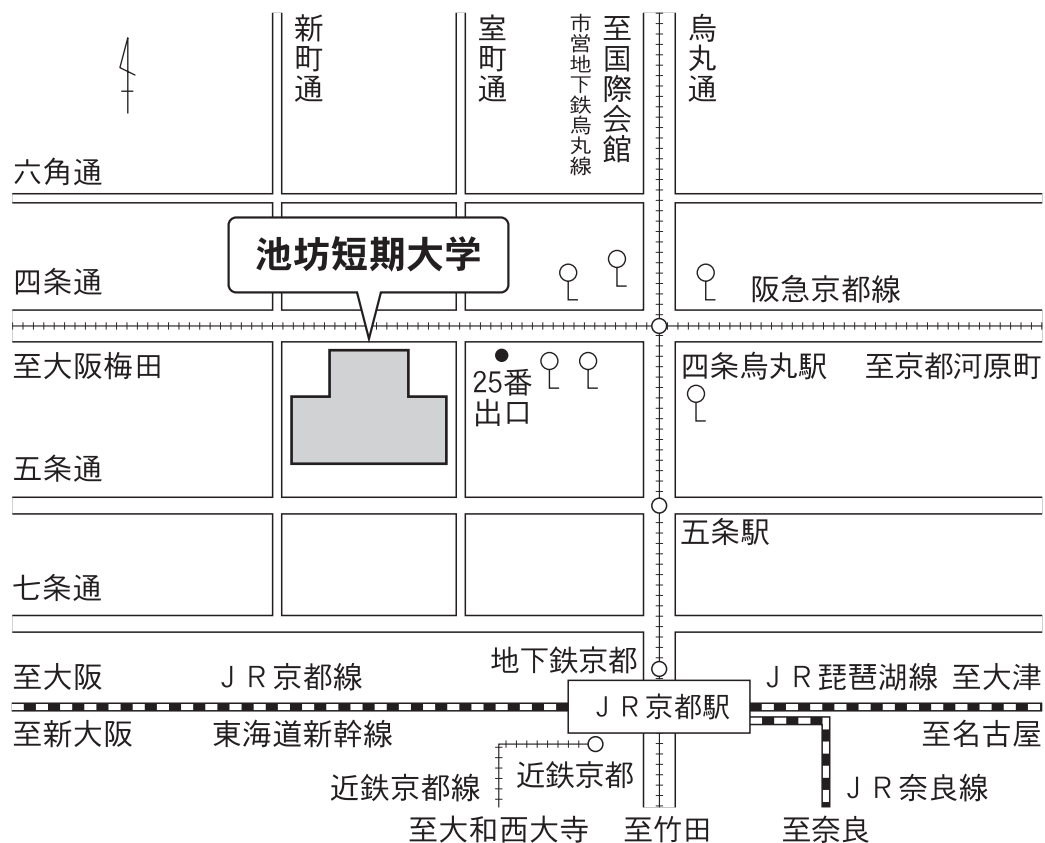 新町通
室町通
市営地下鉄烏丸線
至国際会館
烏丸通
六角通
池坊短期大学
四条通
阪急京都線
至大阪梅田
25番
出口
四条烏丸駅
至京都河原町
五条通
五条駅
七条通
地下鉄京都
至大阪
JR京都線
JR琵琶湖線
至大津
JR京都駅
至新大阪
東海道新幹線
至名古屋
近鉄京都線
近鉄京都
JR奈良線
至大和西大寺
至竹田
至奈良